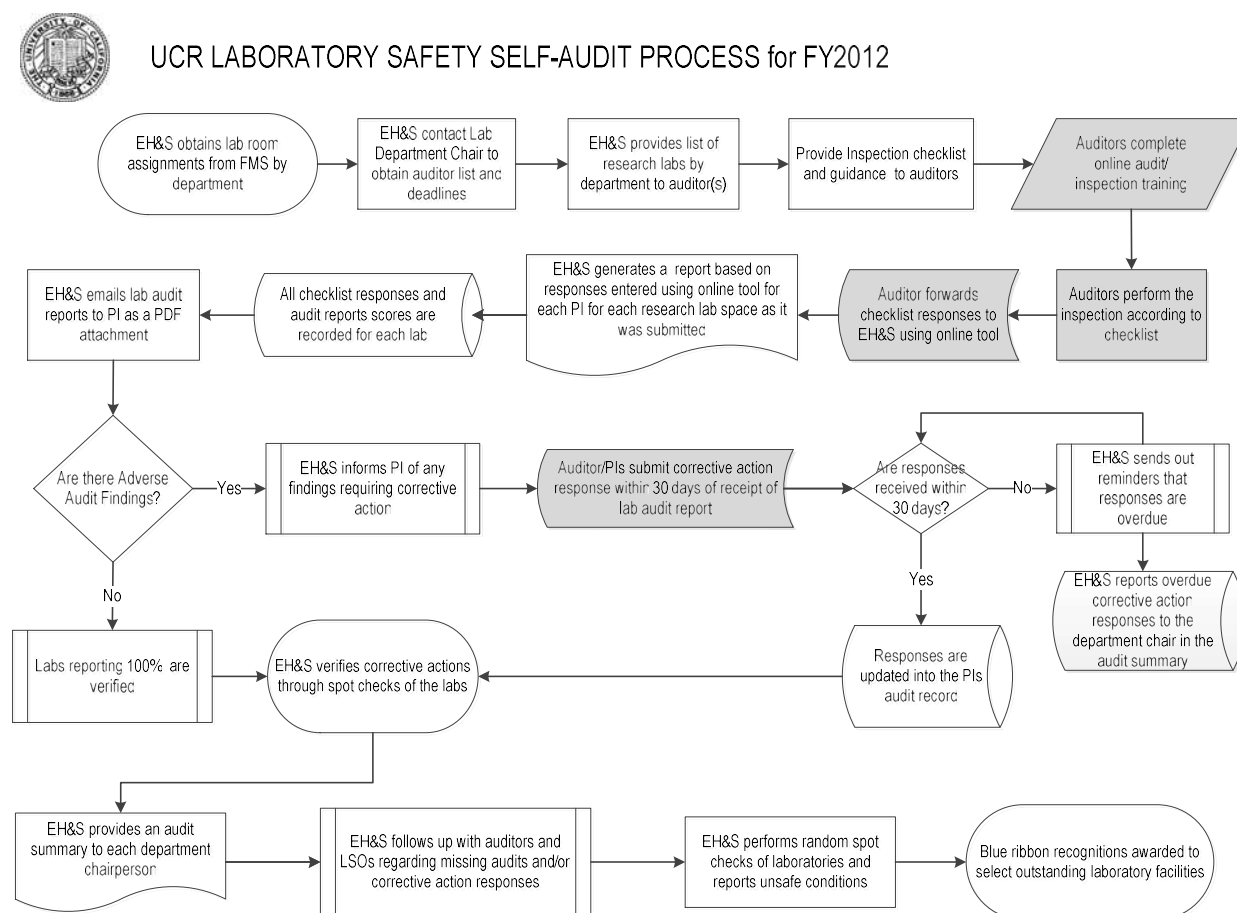 UCR LABORATORY SAFETY SELF-AUDIT PROCESS for FY2012
EH&S obtains lab room
assignments from FMS by
department
EH&S contact Lab
Department Chair to
obtain auditor list and
deadlines
EH&S provides list of
research labs by
department to auditor(s)
Provide Inspection checklist
and guidance to auditors
Auditors complete
online audit/
inspection training
EH&S emails lab audit
reports to PI as a PDF
attachment
All checklist responses and
audit reports scores are
recorded for each lab
EH&S generates a report based on
responses entered using online tool for
each PI for each research lab space as it
was submitted
Auditor forwards
checklist responses to
EH&S using online tool
Auditors perform the
inspection according to
checklist
Are there Adverse
Audit Findings?
Yes
EH&S informs PI of any
findings requiring corrective
action
Auditor/PIs submit corrective action
response within 30 days of receipt of
lab audit report
Are responses
received within
30 days?
No
EH&S sends out
reminders that
responses are
overdue
No
Yes
EH&S reports overdue
corrective action
responses to the
department chair in the
audit summary
Labs reporting 100% are
verified
EH&S verifies corrective actions
through spot checks of the labs
Responses are
updated into the PIs
audit record
EH&S provides an audit
summary to each department
chairperson
EH&S follows up with auditors and
LSOs regarding missing audits and/or
corrective action responses
EH&S performs random spot
checks of laboratories and
reports unsafe conditions
Blue ribbon recognitions awarded to
select outstanding laboratory facilities